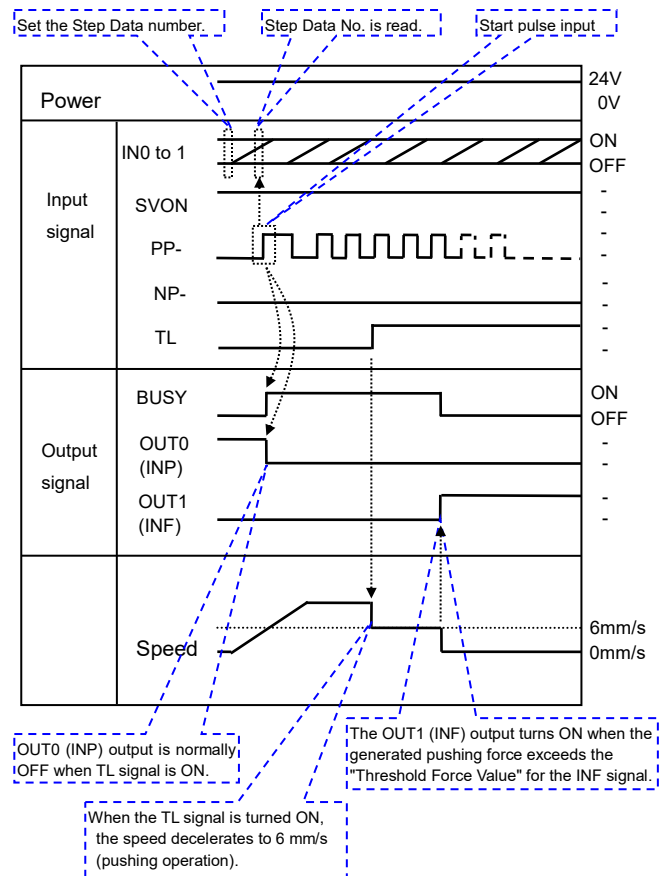 Set the Step Data number.
Step Data No. is read.
Start pulse input
Power
24V
0V
Input
signal
IN0 to 1
ON
OFF
SVON
-
-
PP-
-
-
NP-
-
-
TL
-
-
Output
signal
BUSY
ON
OFF
OUT0
(INP)
-
-
OUT1
(INF)
-
-
Speed
6mm/s
0mm/s
OUT0 (INP) output is normally
OFF when TL signal is ON.
The OUT1 (INF) output turns ON when the
generated pushing force exceeds the
"Threshold Force Value" for the INF signal.
When the TL signal is turned ON,
the speed decelerates to 6 mm/s
(pushing operation).